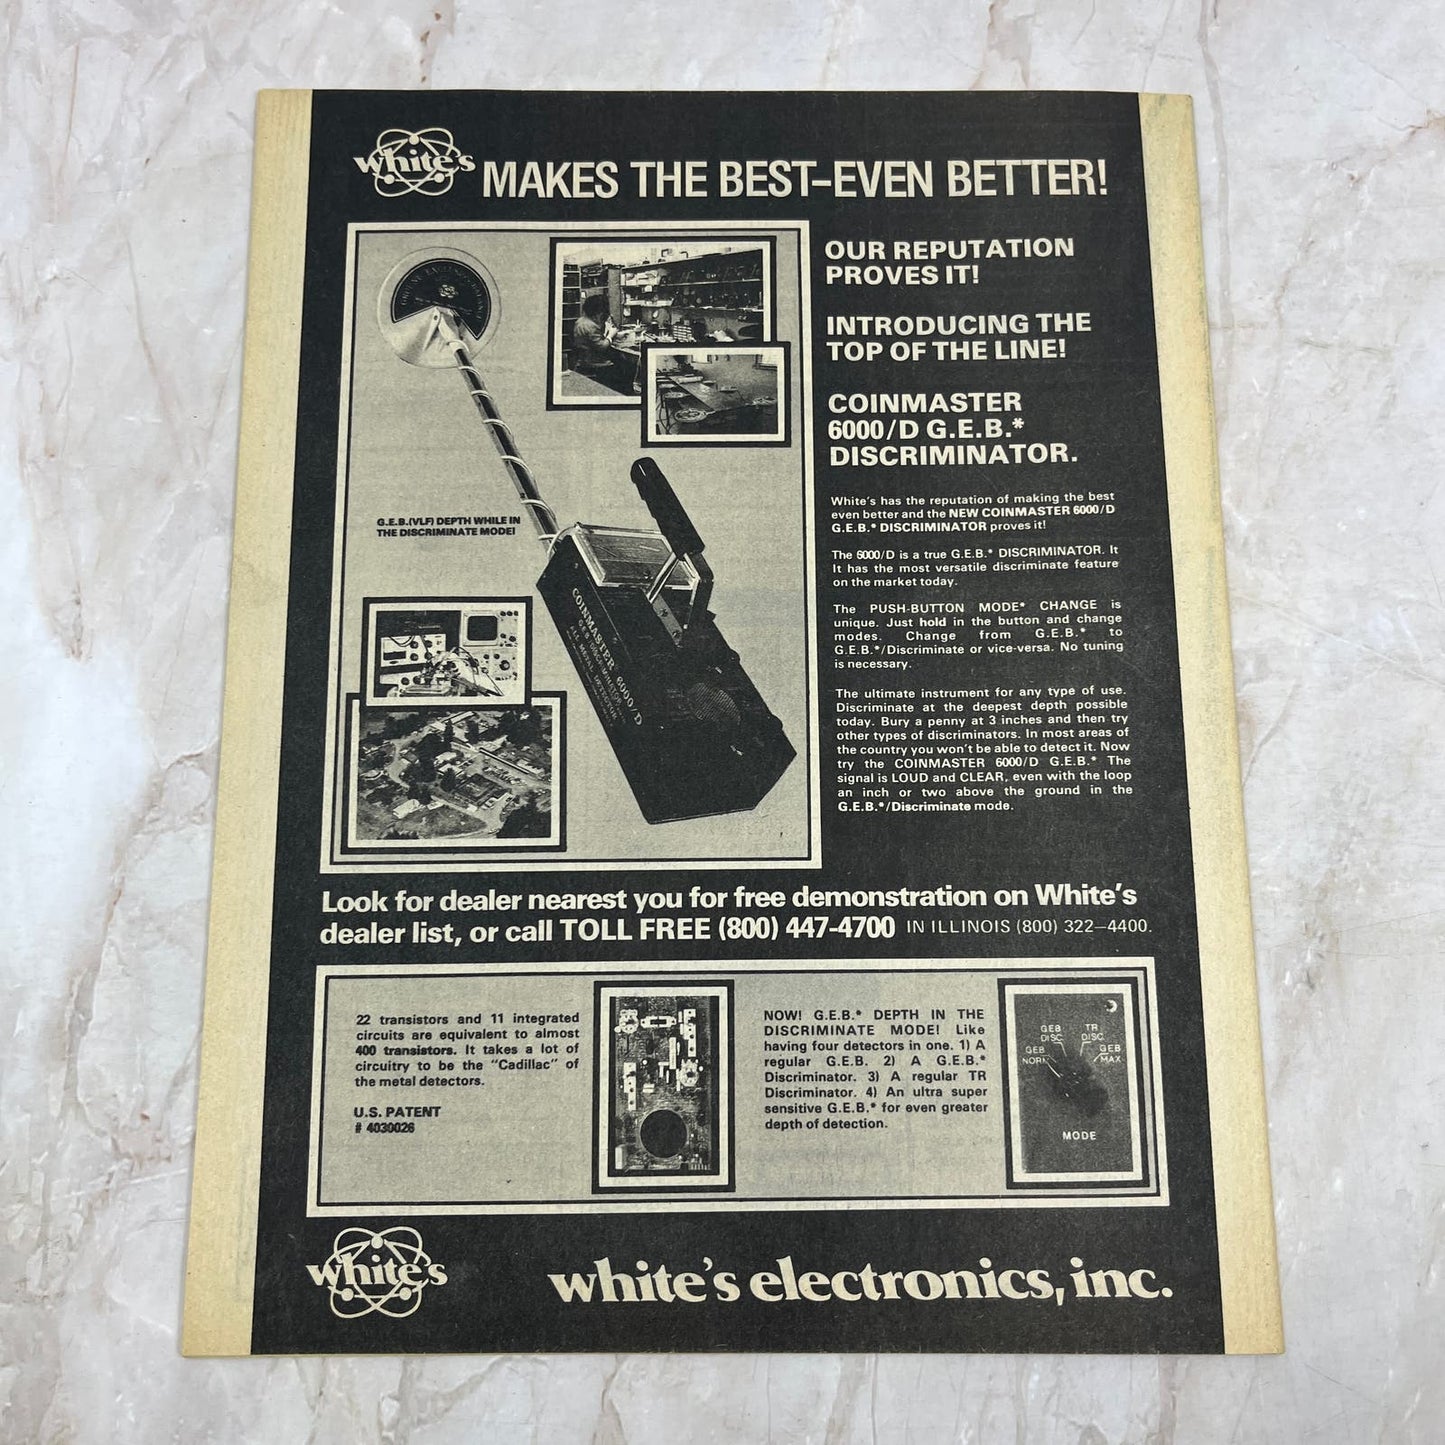 white's MAKES THE BEST-EVEN BETTER!
OUR REPUTATION
PROVES IT!
INTRODUCING THE
TOP OF THE LINE!
COINMASTER
6000/D G.E.B.*
DISCRIMINATOR.
G.E.B.(VLF) DEPTH WHILE IN
THE DISCRIMINATE MODE!
COINMASTER 6000/D
G.E.B. DISCRIMINATOR
ALL METAL DETECTOR
White's has the reputation of making the best
even better and the NEW COINMASTER 6000/D
G.E.B.* DISCRIMINATOR proves it!
The 6000/D is a true G.E.B.* DISCRIMINATOR. It
It has the most versatile discriminate feature
on the market today.
The PUSH-BUTTON MODE* CHANGE is
unique. Just hold in the button and change
modes. Change from G.E.B.* to
G.E.B.*/Discriminate or vice-versa. No tuning
is necessary.
The ultimate instrument for any type of use.
Discriminate at the deepest depth possible
today. Bury a penny at 3 inches and then try
other types of discriminators. In most areas of
the country you won't be able to detect it. Now
try the COINMASTER 6000/D G.E.B.* The
signal is LOUD and CLEAR, even with the loop
an inch or two above the ground in the
G.E.B.*/Discriminate mode.
Look for dealer nearest you for free demonstration on White's
dealer list, or call TOLL FREE (800) 447-4700 IN ILLINOIS (800) 322-4400.
22 transistors and 11 integrated
circuits are equivalent to almost
400 transistors. It takes a lot of
circuitry to be the "Cadillac" of
the metal detectors.
U.S. PATENT
# 4030026
NOW! G.E.B.* DEPTH IN THE
DISCRIMINATE MODE! Like
having four detectors in one. 1) A
regular G.E.B. 2) A G.E.B.*
Discriminator. 3) A regular TR
Discriminator. 4) An ultra super
sensitive G.E.B.* for even greater
depth of detection.
GEB DISC. TR DISC.
GEB NORM GEB MAX.
MODE
white's
white's electronics, inc.